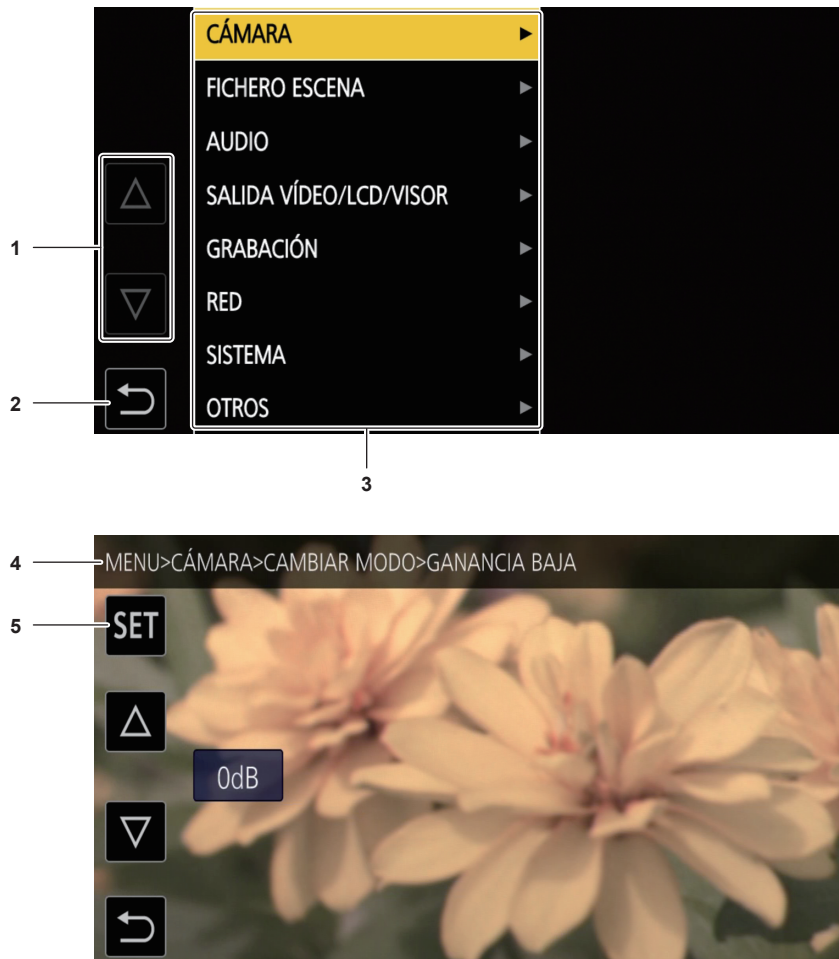 CÁMARA
FICHERO ESCENA
AUDIO
SALIDA VÍDEO/LCD/VISOR
GRABACIÓN
RED
SISTEMA
OTROS
1
2
3
4
MENU>CÁMARA>CAMBIAR MODO>GANANCIA BAJA
5
SET
0dB